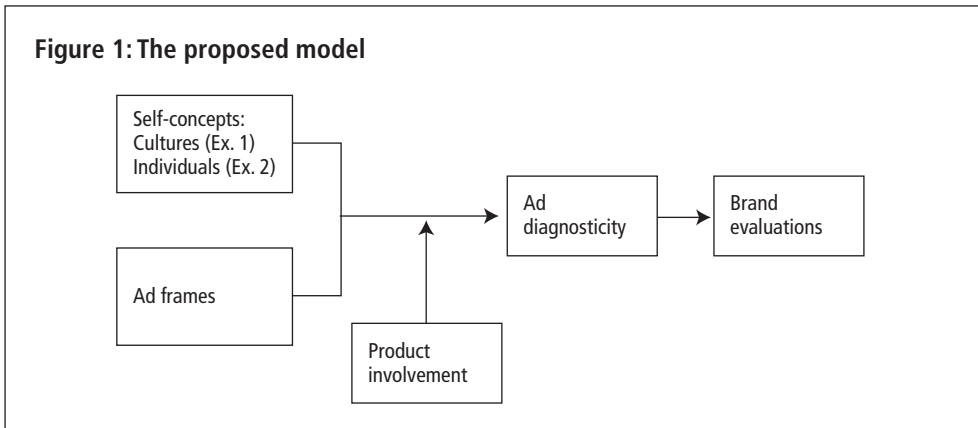 Figure 1: The proposed model
Self-concepts:
Cultures (Ex. 1)
Individuals (Ex. 2)
Ad frames
Product
involvement
Ad
diagnosticity
Brand
evaluations